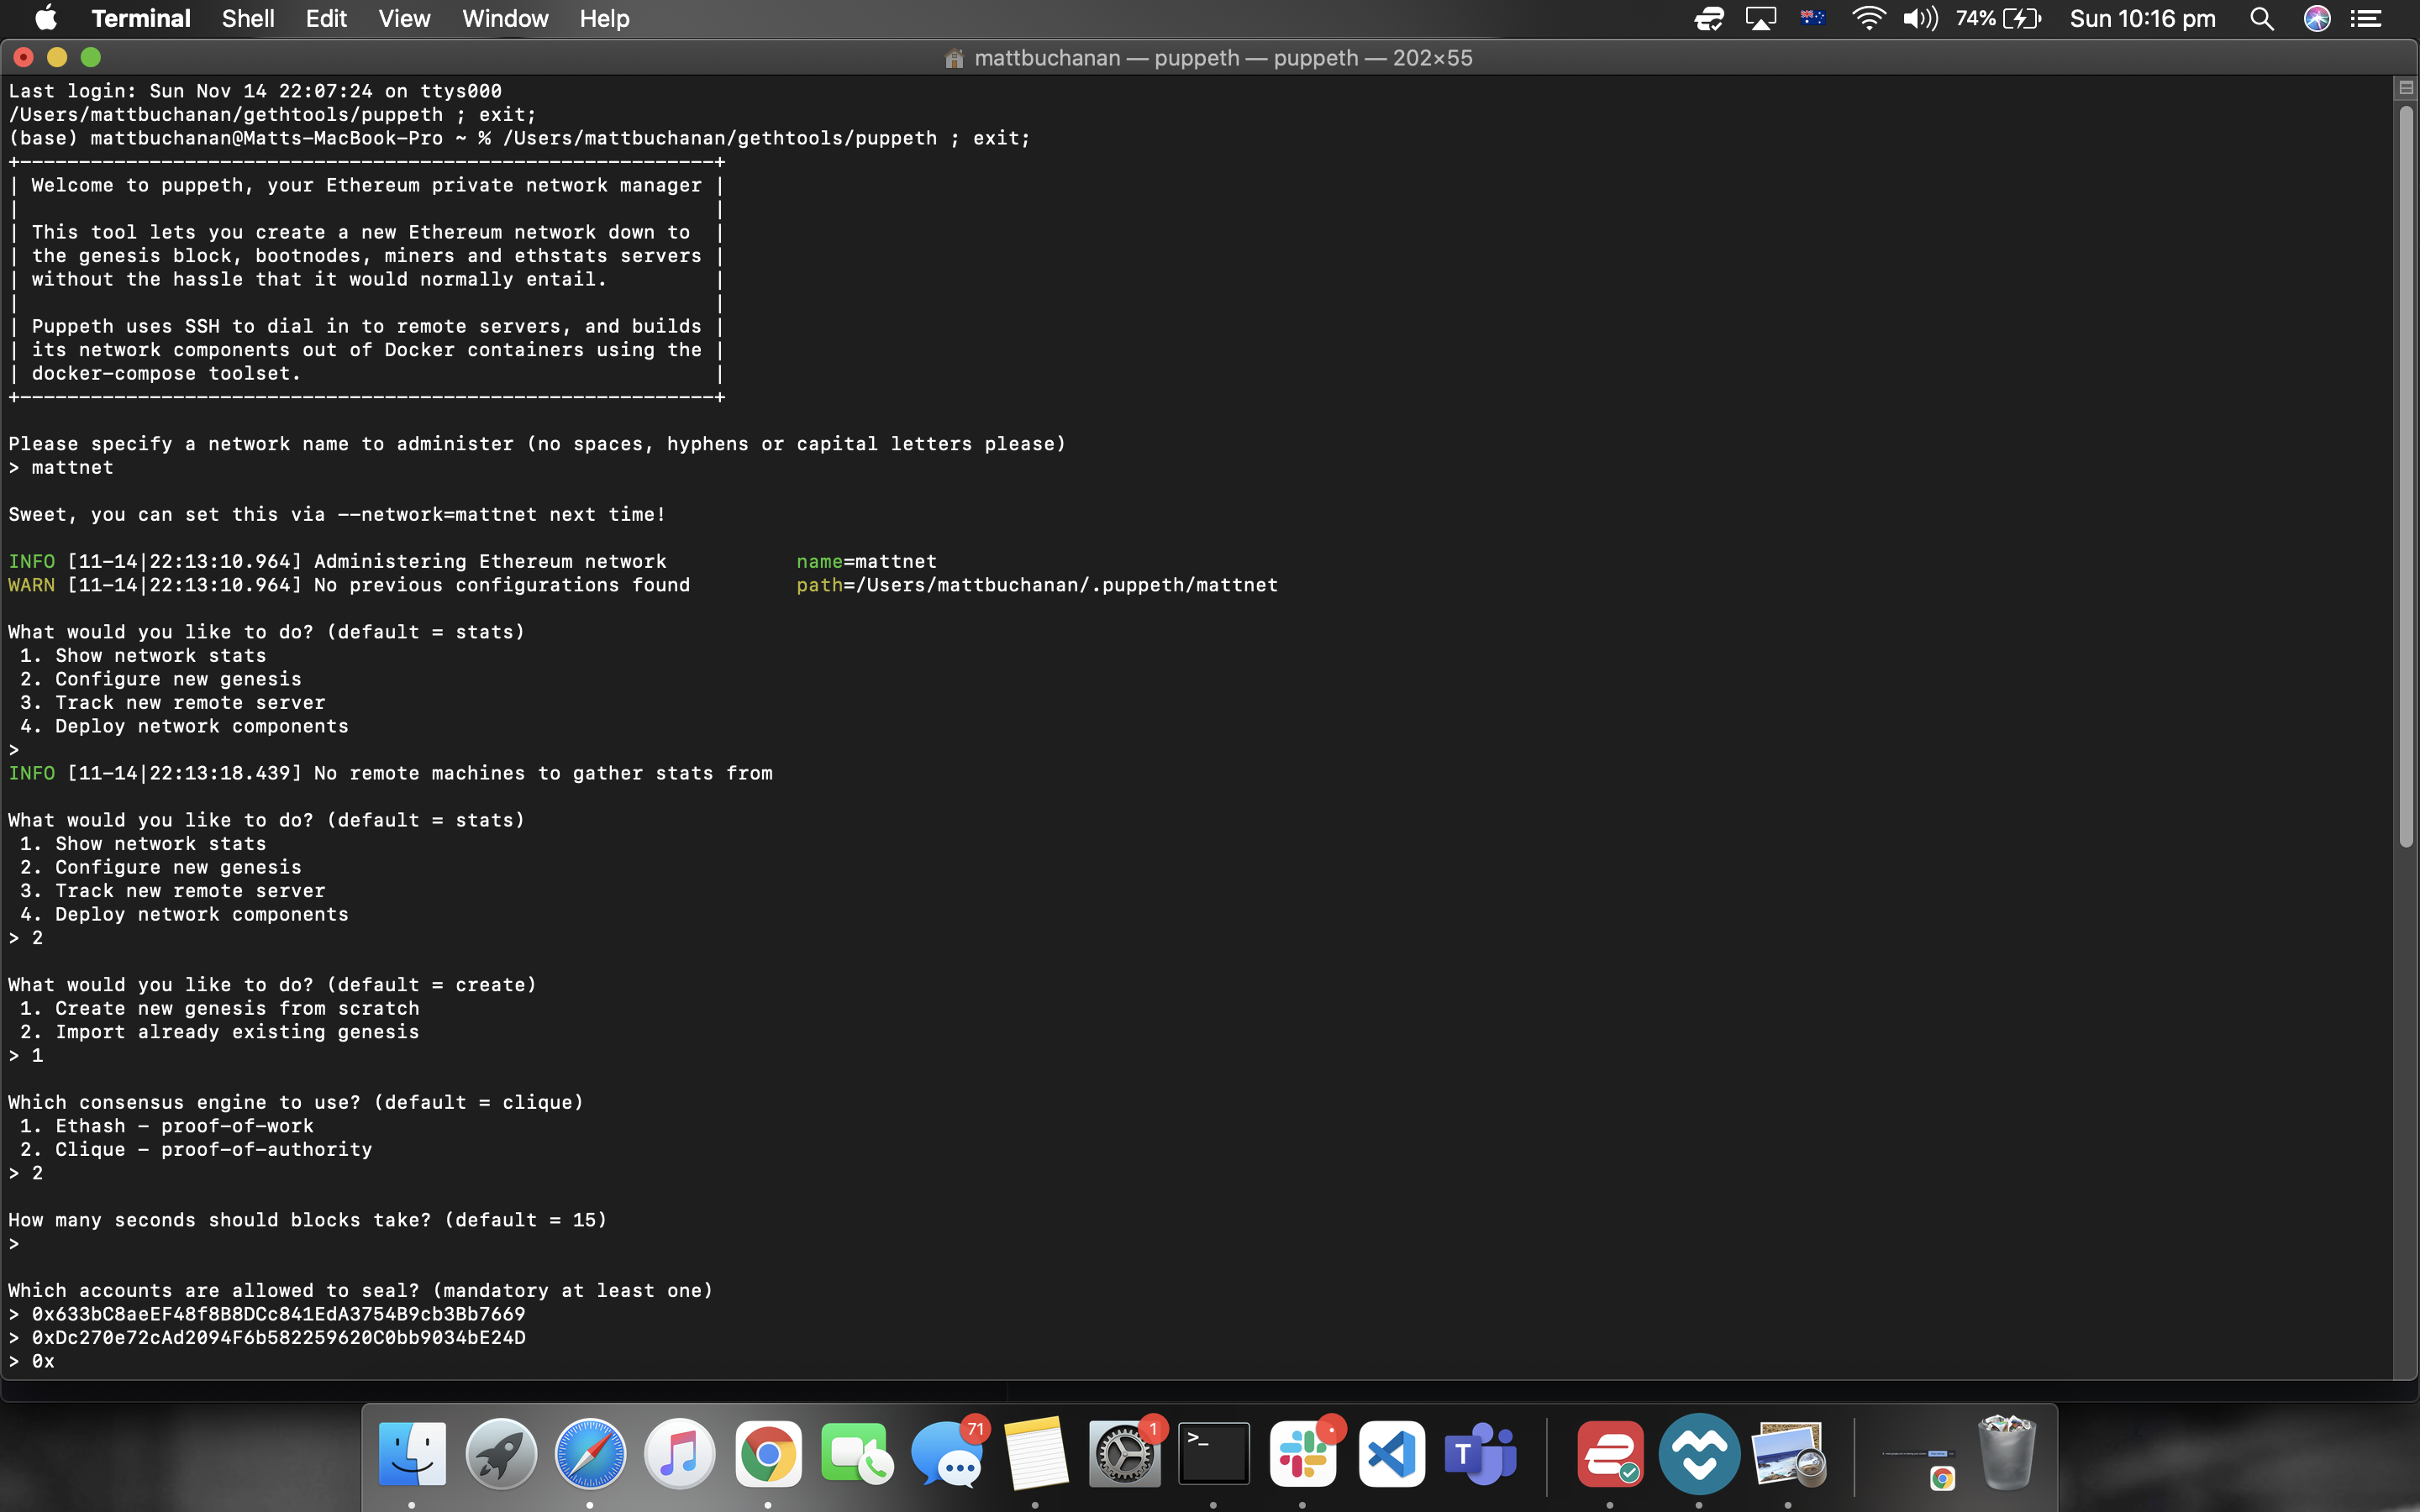 Terminal Shell Edit View Window Help 74% Sun 10:16 pm
mattbuchanan — puppeth — puppeth — 202×55
Last login: Sun Nov 14 22:07:24 on ttys000
/Users/mattbuchanan/gethtools/puppeth ; exit;
(base) mattbuchanan@Matts-MacBook-Pro ~ % /Users/mattbuchanan/gethtools/puppeth ; exit;
+-----------------------------------------------------------+
| Welcome to puppeth, your Ethereum private network manager |
|                                                           |
| This tool lets you create a new Ethereum network down to  |
| the genesis block, bootnodes, miners and ethstats servers |
| without the hassle that it would normally entail.         |
|                                                           |
| Puppeth uses SSH to dial in to remote servers, and builds |
| its network components out of Docker containers using the |
| docker-compose toolset.                                   |
+-----------------------------------------------------------+
Please specify a network name to administer (no spaces, hyphens or capital letters please)
> mattnet
Sweet, you can set this via --network=mattnet next time!
INFO [11-14|22:13:10.964] Administering Ethereum network           name=mattnet
WARN [11-14|22:13:10.964] No previous configurations found         path=/Users/mattbuchanan/.puppeth/mattnet
What would you like to do? (default = stats)
 1. Show network stats
 2. Configure new genesis
 3. Track new remote server
 4. Deploy network components
>
INFO [11-14|22:13:18.439] No remote machines to gather stats from
What would you like to do? (default = stats)
 1. Show network stats
 2. Configure new genesis
 3. Track new remote server
 4. Deploy network components
> 2
What would you like to do? (default = create)
 1. Create new genesis from scratch
 2. Import already existing genesis
> 1
Which consensus engine to use? (default = clique)
 1. Ethash - proof-of-work
 2. Clique - proof-of-authority
> 2
How many seconds should blocks take? (default = 15)
>
Which accounts are allowed to seal? (mandatory at least one)
> 0x633bC8aeEF48f8B8DCc841EdA3754B9cb3Bb7669
> 0xDc270e72cAd2094F6b582259620C0bb9034bE24D
> 0x
71
1
>_
T